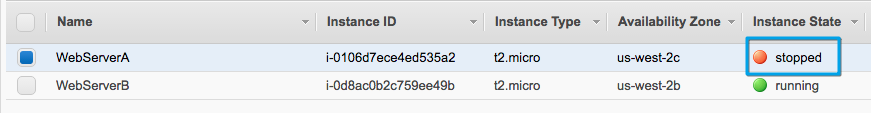 Name Instance ID Instance Type Availability Zone Instance State
WebServerA i-0106d7ece4ed535a2 t2.micro us-west-2c stopped
WebServerB i-0d8ac0b2c759ee49b t2.micro us-west-2b running